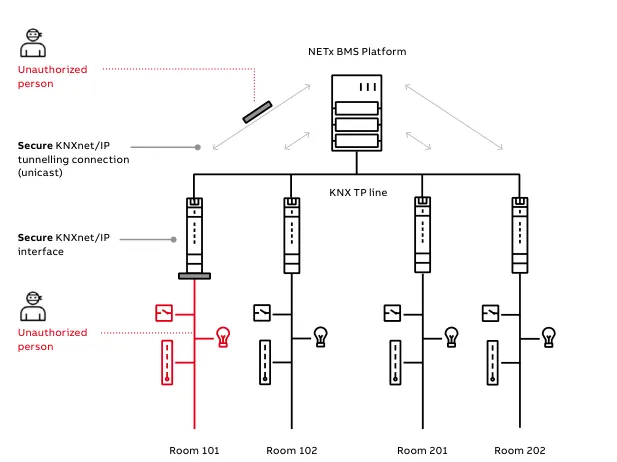 NETx BMS Platform
Unauthorized
person
Secure KNXnet/IP
tunnelling connection
(unicast)
KNX TP line
Secure KNXnet/IP
interface
Unauthorized
person
Room 101
Room 102
Room 201
Room 202